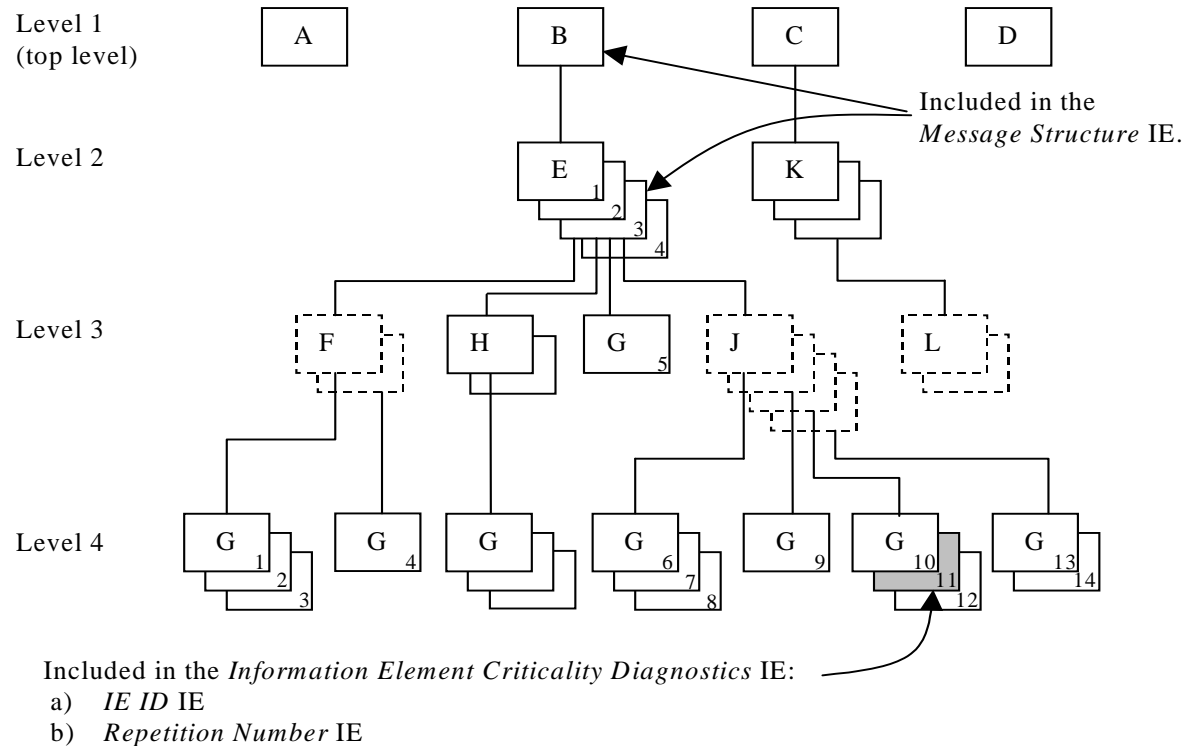 Level 1
(top level)
A
B
C
D
Included in the
Message Structure IE.
Level 2
E
1
2
3
4
K
Level 3
F
H
G
5
J
L
Level 4
G
1
2
3
G
4
G
G
6
7
8
G
9
G
10
11
12
G
13
14
Included in the Information Element Criticality Diagnostics IE:
a) IE ID IE
b) Repetition Number IE